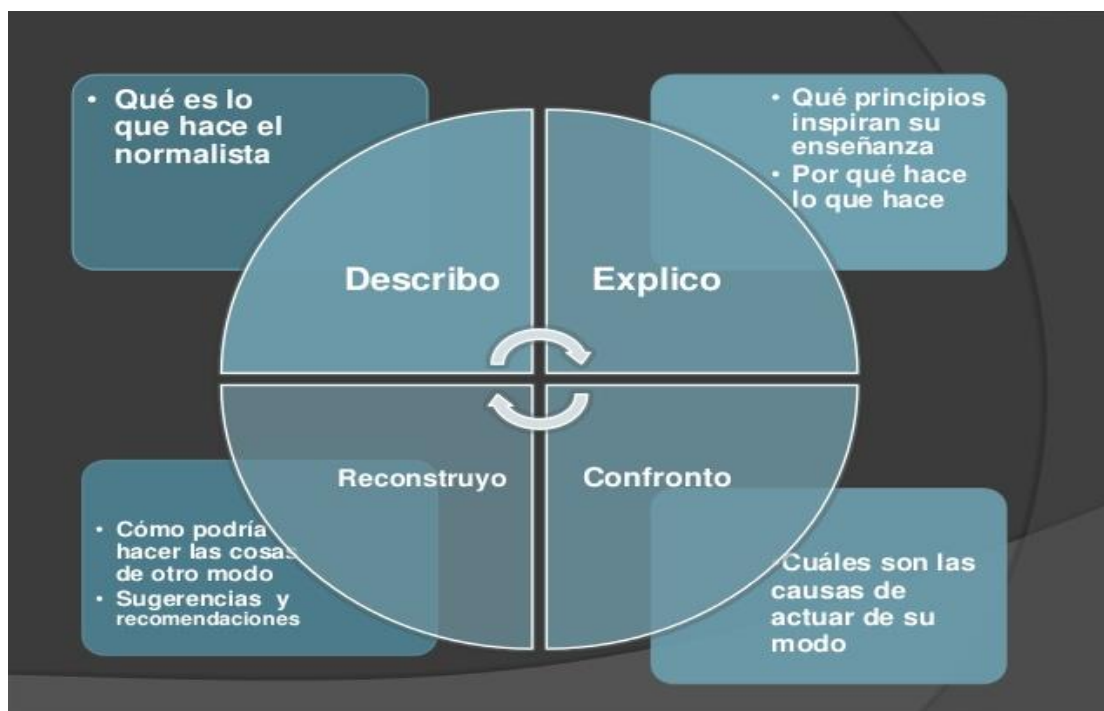 • Qué es lo
que hace el
normalista
• Qué principios
inspiran su
enseñanza
• Por qué hace
lo que hace
Describo
Explico
Reconstruyo
Confronto
• Cómo podría
hacer las cosas
de otro modo
• Sugerencias y
recomendaciones
Cuáles son las
causas de
actuar de su
modo